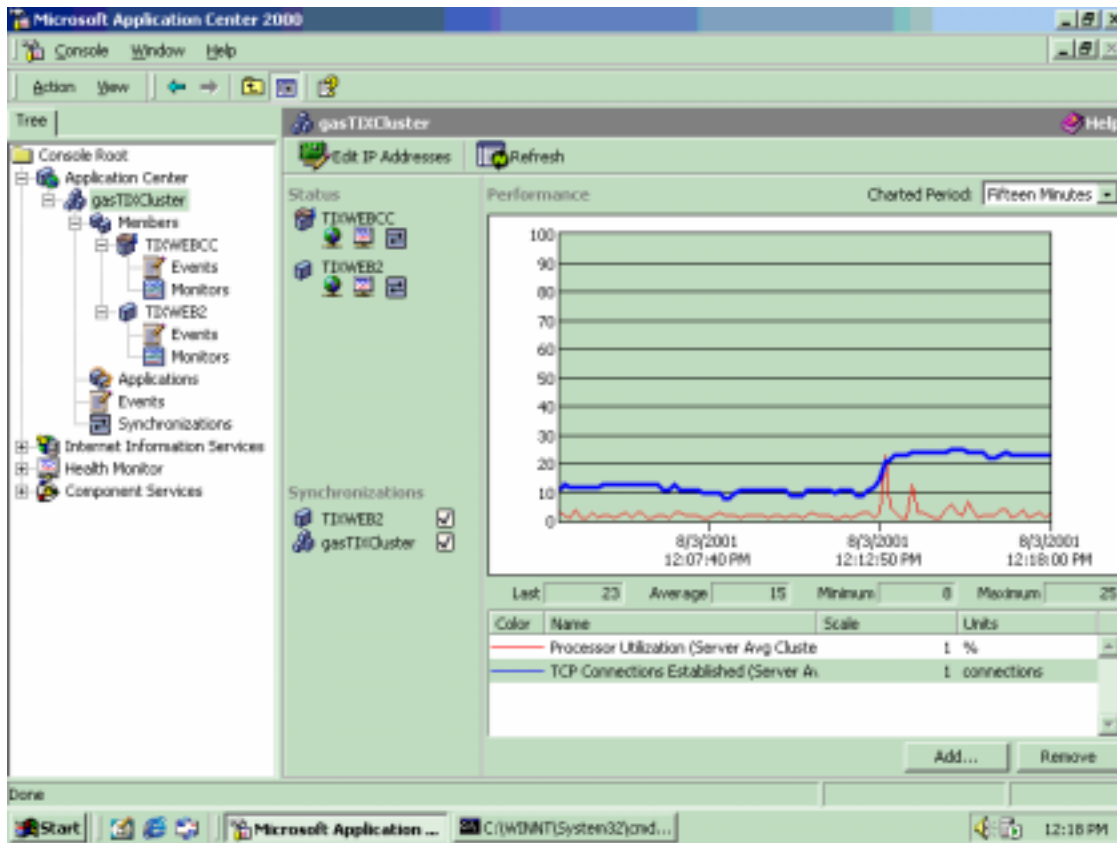 Microsoft Application Center 2000
Console Window Help
Action View
Tree
gasTIXCluster
Help
Edit IP Addresses
Refresh
Console Root
Application Center
gasTIXCluster
Members
TIXWEBCC
Events
Monitors
TIXWEB2
Events
Monitors
Applications
Events
Synchronizations
Internet Information Services
Health Monitor
Component Services
Status
TIXWEBCC
TIXWEB2
Synchronizations
TIXWEB2
gasTIXCluster
Performance
Charted Period: Fifteen Minutes
100
90
80
70
60
50
40
30
20
10
0
8/3/2001 8/3/2001 8/3/2001
12:07:40 PM 12:12:50 PM 12:18:00 PM
Last 23 Average 15 Minimum 8 Maximum 25
Color Name Scale Units
Processor Utilization (Server Avg Cluste 1 %
TCP Connections Established (Server Av 1 connections
Add... Remove
Done
Start
Microsoft Application ...
C:\WINNT\System32\cmd...
12:18 PM